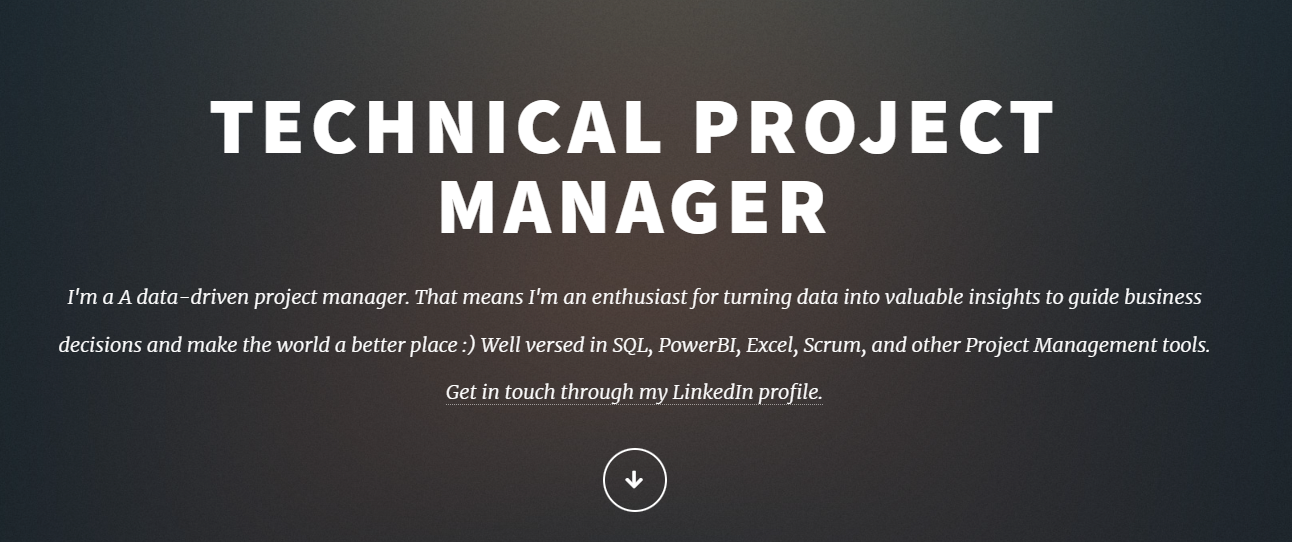 TECHNICAL PROJECT
MANAGER
I'm a A data-driven project manager. That means I'm an enthusiast for turning data into valuable insights to guide business
decisions and make the world a better place :) Well versed in SQL, PowerBI, Excel, Scrum, and other Project Management tools.
Get in touch through my LinkedIn profile.